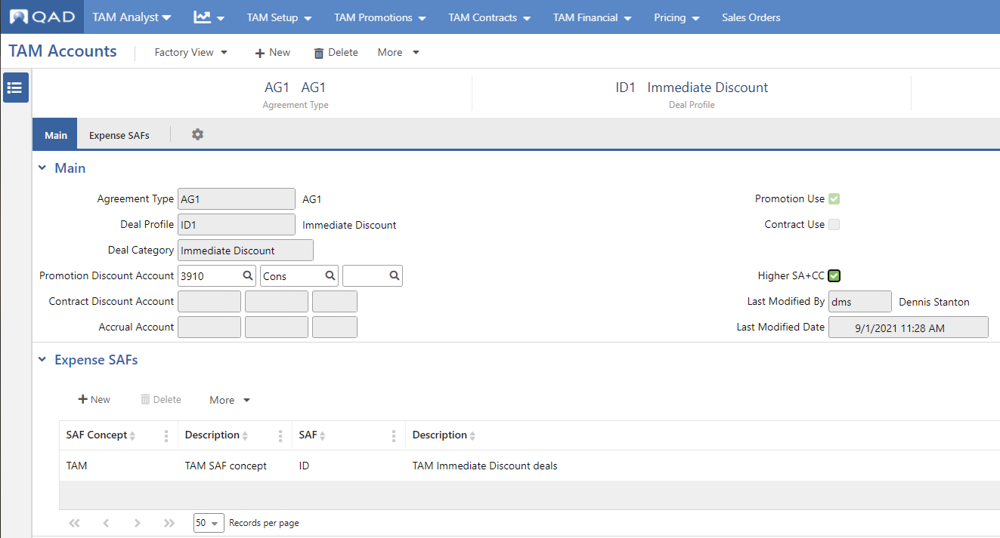 QAD TAM Analyst TAM Setup TAM Promotions TAM Contracts TAM Financial Pricing Sales Orders
TAM Accounts Factory View New Delete More
AG1 AG1 ID1 Immediate Discount
Agreement Type Deal Profile
Main Expense SAFs
Main
Agreement Type AG1 AG1 Promotion Use
Deal Profile ID1 Immediate Discount Contract Use
Deal Category Immediate Discount
Promotion Discount Account 3910 Cons Higher SA+CC
Contract Discount Account Last Modified By dms Dennis Stanton
Accrual Account Last Modified Date 9/1/2021 11:28 AM
Expense SAFs
New Delete More
SAF Concept Description SAF Description
TAM TAM SAF concept ID TAM Immediate Discount deals
50 Records per page